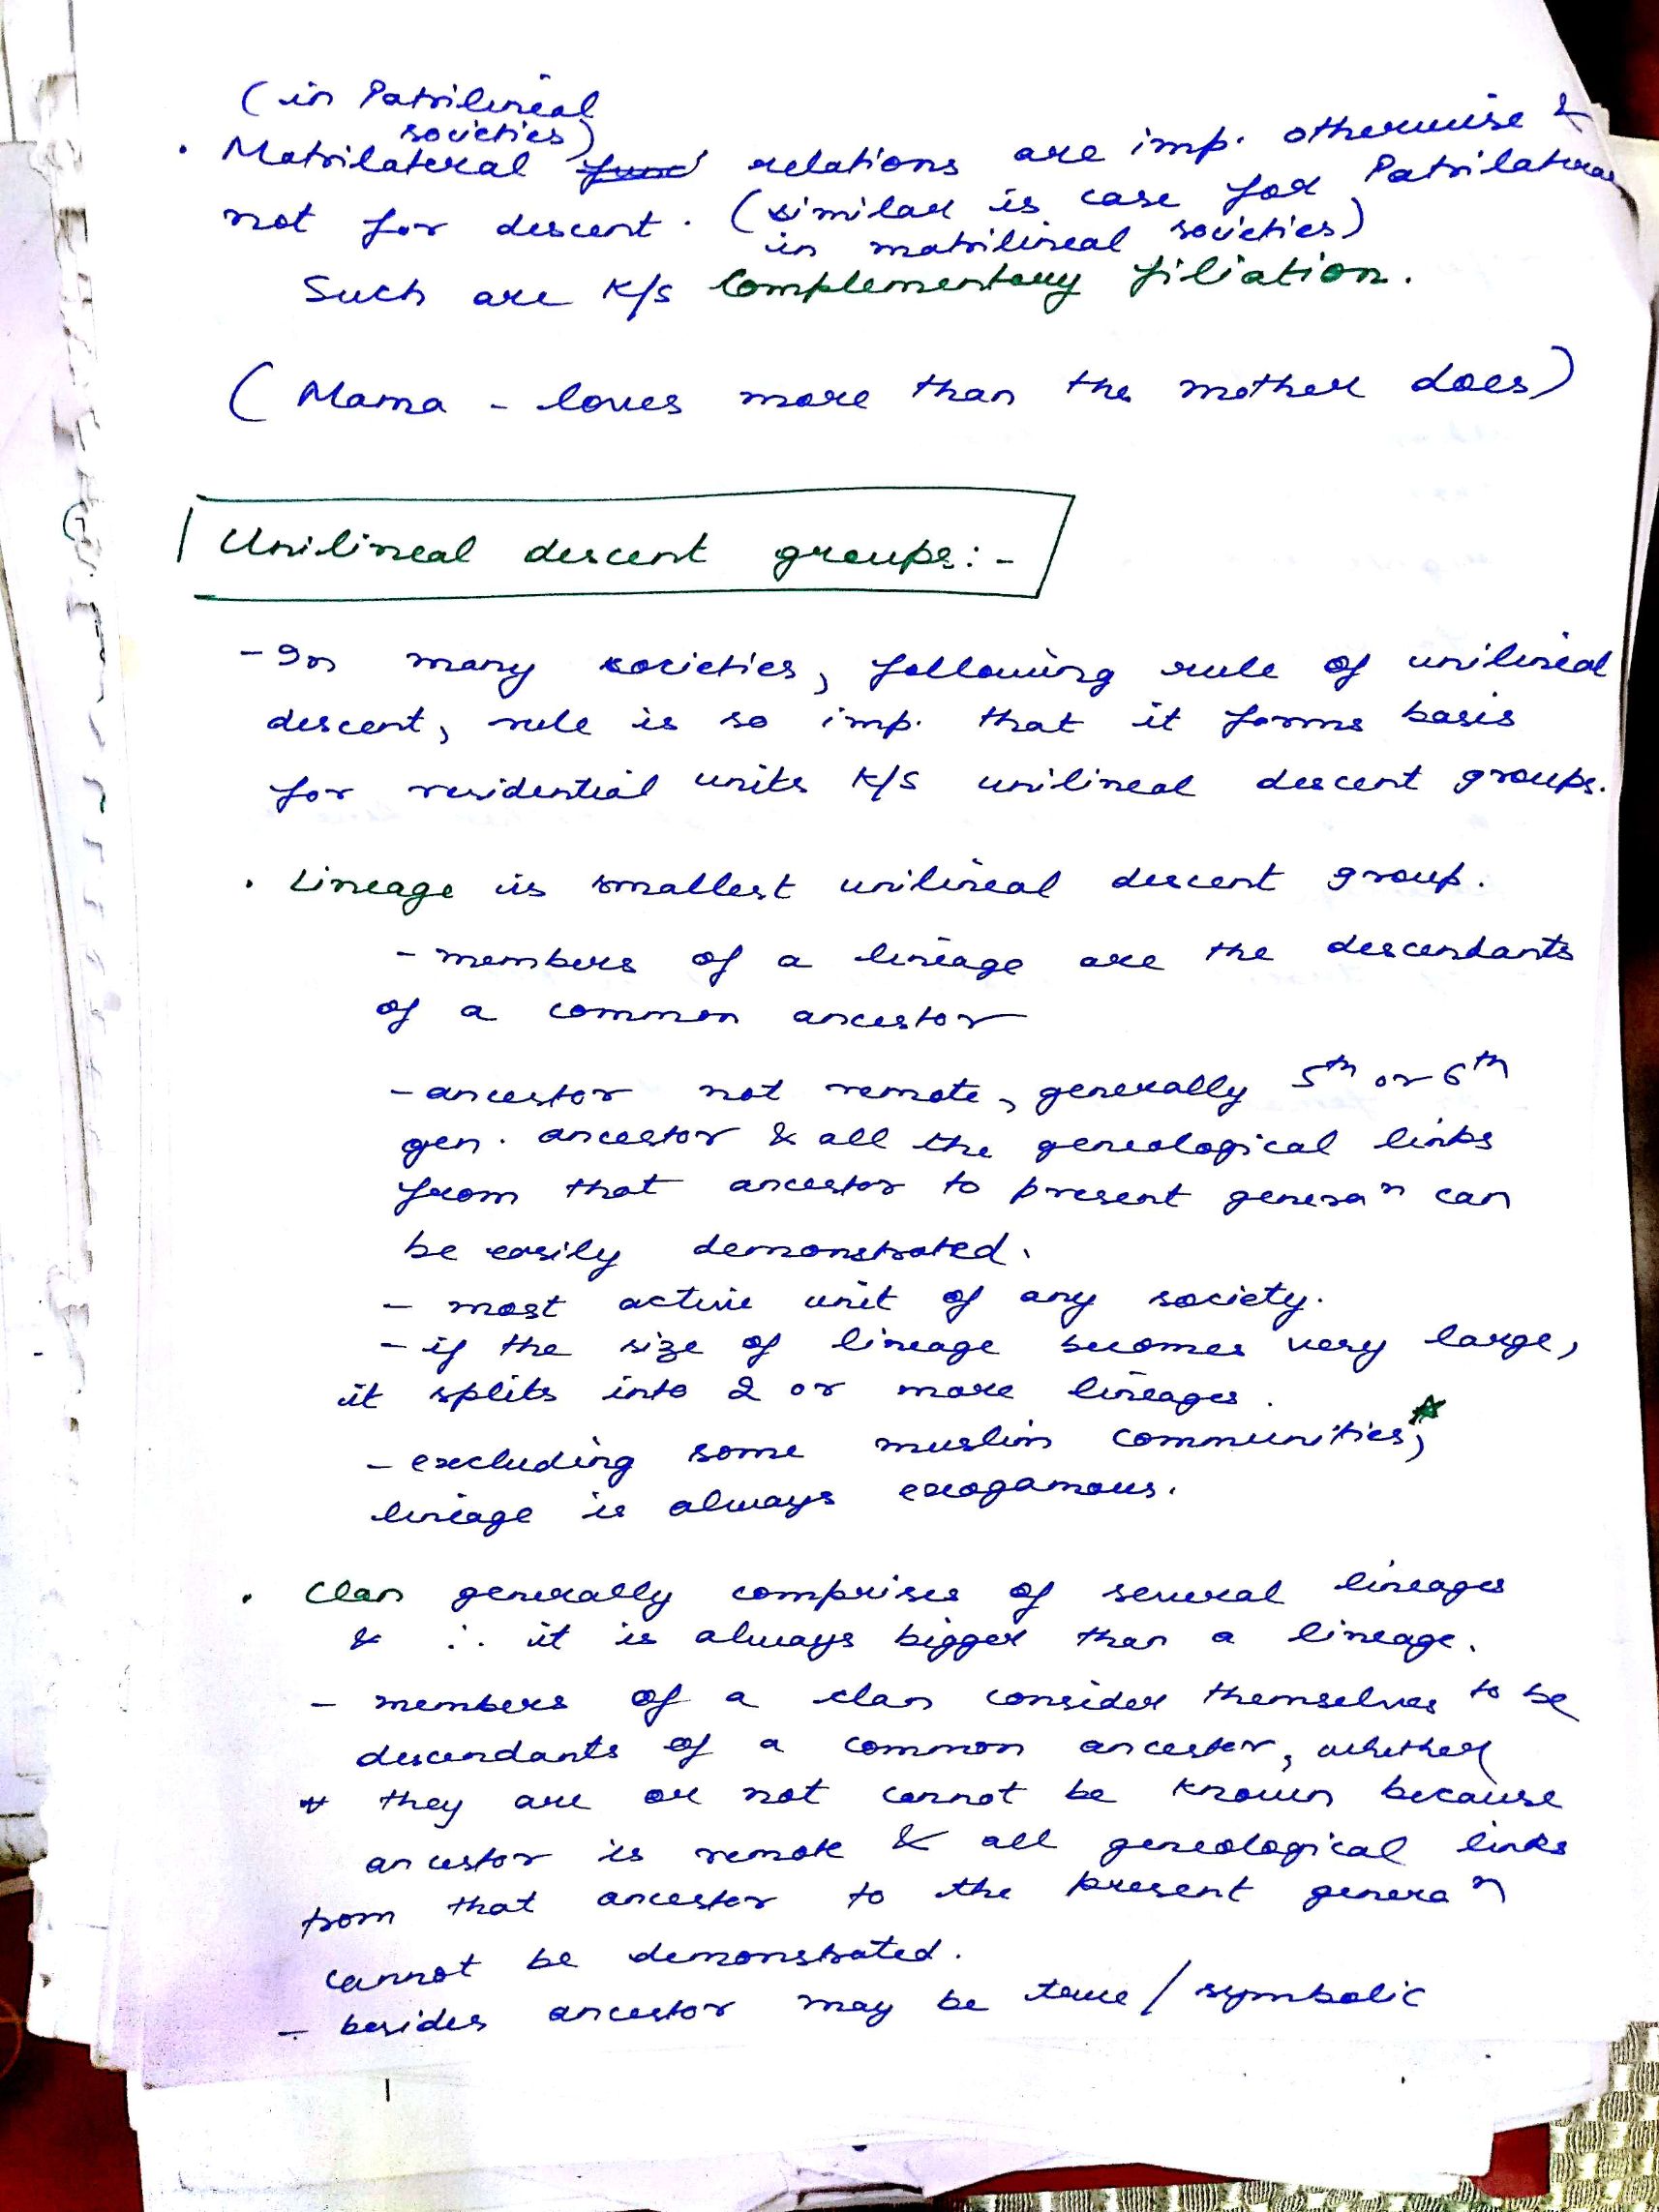 (in Patrilineal
societies)
. Matrilateral relations are imp. otherwise &
not for descent. (similar is case for Patrilateral
in matrilineal societies)
Such are K/s Complementary filiation.
( Mama - loves more than the mother does)
Unilineal descent groups:-
- In many societies, following rule of unilineal
descent, rule is so imp. that it forms basis
for residential units K/S unilineal descent groups.
. Lineage is smallest unilineal descent group.
- members of a lineage are the descendants
of a common ancestor
- ancestor not remote, generally 5th or 6th
gen. ancestor & all the geneological links
from that ancestor to present generaⁿ can
be easily demonstrated.
- most active unit of any society.
- if the size of lineage becomes very large,
it splits into 2 or more lineages.
- excluding some muslim communities,
lineage is always exogamous.
. Clan generally comprises of several lineages
& ∴ it is always bigger than a lineage.
- members of a clan consider themselves to be
descendants of a common ancestor, whether
they are or not cannot be known because
ancestor is remote & all geneological links
from that ancestor to the present generaⁿ
cannot be demonstrated.
- besides ancestor may be true / symbolic